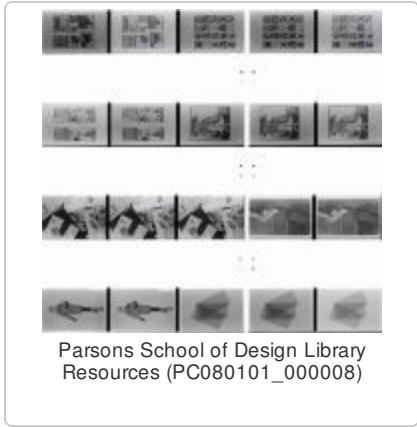 Parsons School of Design Library
Resources (PC080101_000008)